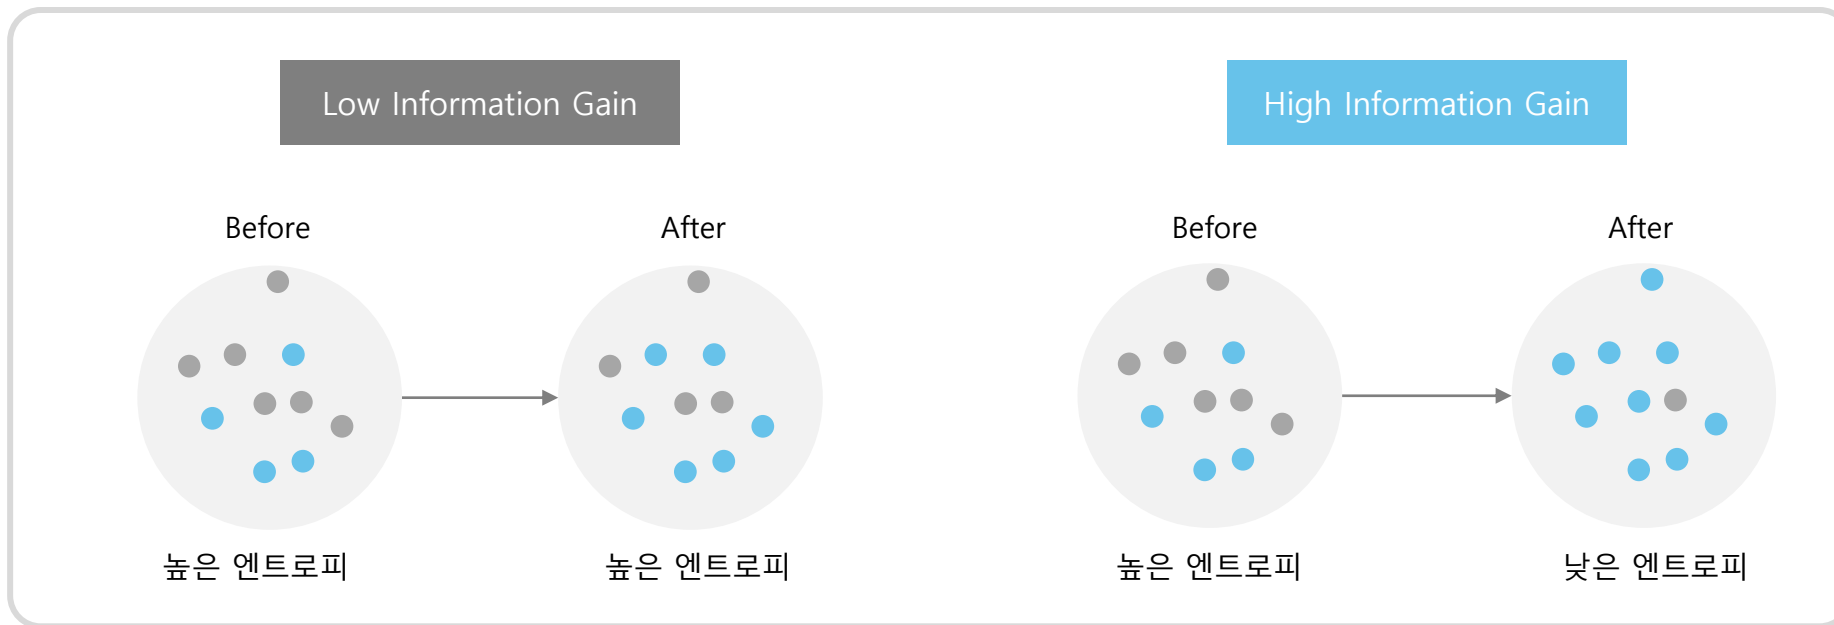 Low Information Gain
High Information Gain
Before
After
Before
After
높은 엔트로피
높은 엔트로피
높은 엔트로피
낮은 엔트로피